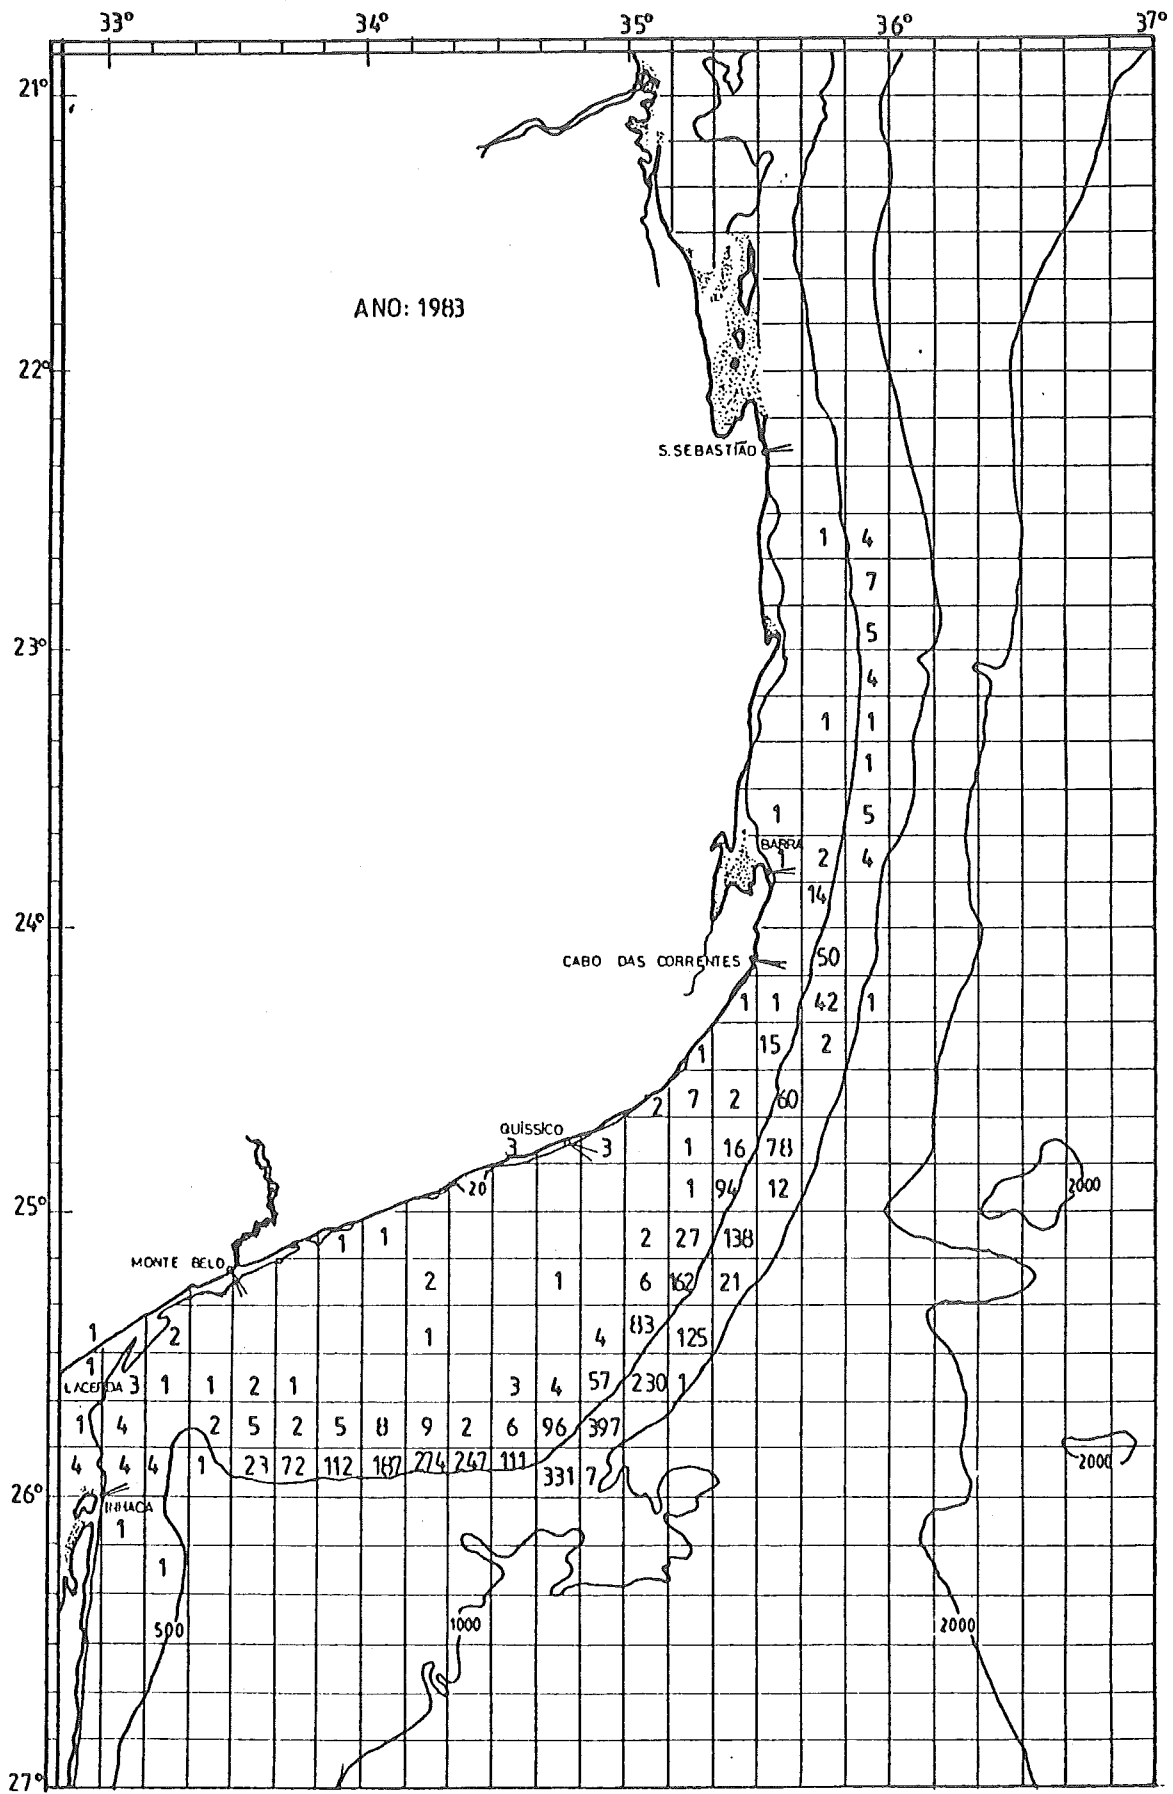 33° 34° 35° 36° 37°
21°
ANO: 1983
22°
S. SEBASTIÃO
1 4
7
23° 5
4
1 1
1
1 5
BARRA
1 2 4
14
24°
CABO DAS CORRENTES 50
1 1 42 1
1 15 2
2 7 2 60
QUISSICO
3 3 1 16 78
20 1 94 12 2000
25°
1 1 2 27 138
MONTE BELO
2 1 6 162 21
1 2 1 4 83 125
1
LACERDA 3 1 1 2 1 3 4 57 230 1
1 4 2 5 2 5 8 9 2 6 96 397
4 4 4 1 23 72 112 187 274 247 111 2000
331 7
26°
INHACA
1
1
500 1000 2000
27°